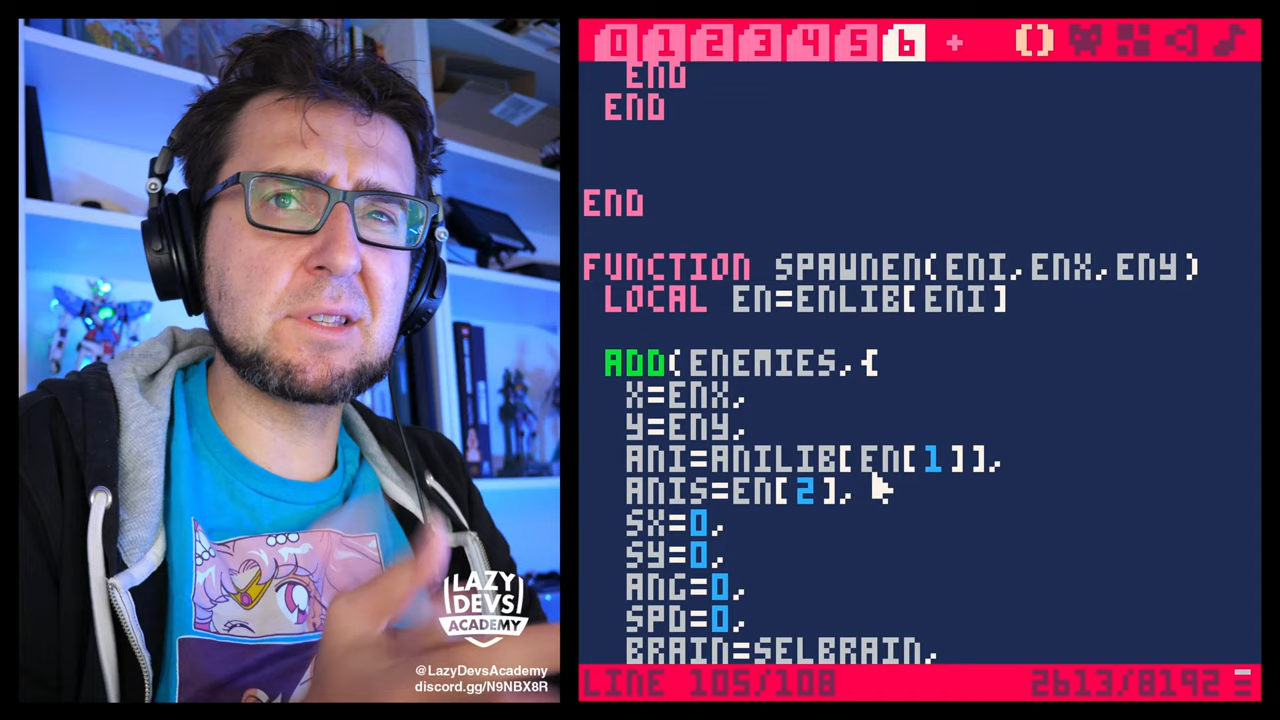 LAZY
DEVS
ACADEMY
@LazyDevsAcademy
discord.gg/N9NBX8R
0 1 2 3 4 5 6 +
END
END
END
FUNCTION SPAWNEN(ENI,ENX,ENY)
LOCAL EN=ENLIB[ENI]
ADD(ENEMIES,{
X=ENX,
Y=ENY,
ANI=ANILIB[EN[1]],
ANIS=EN[2],
SX=0,
SY=0,
ANG=0,
SPD=0,
BRAIN=SELBRAIN,
LINE 105/108
2613/8192